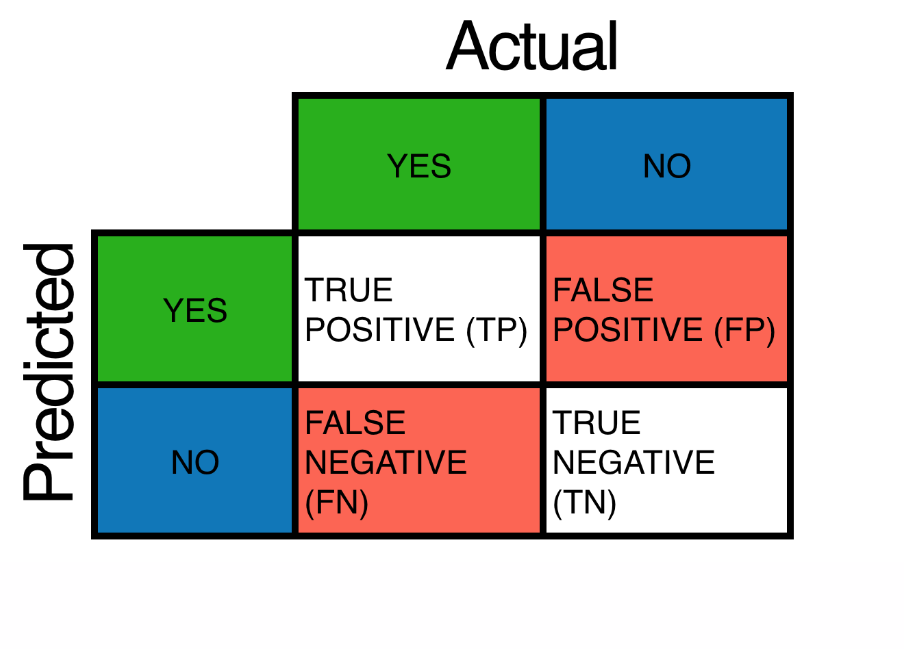 Actual
YES
NO
Predicted
YES
TRUE
POSITIVE (TP)
FALSE
POSITIVE (FP)
NO
FALSE
NEGATIVE
(FN)
TRUE
NEGATIVE
(TN)